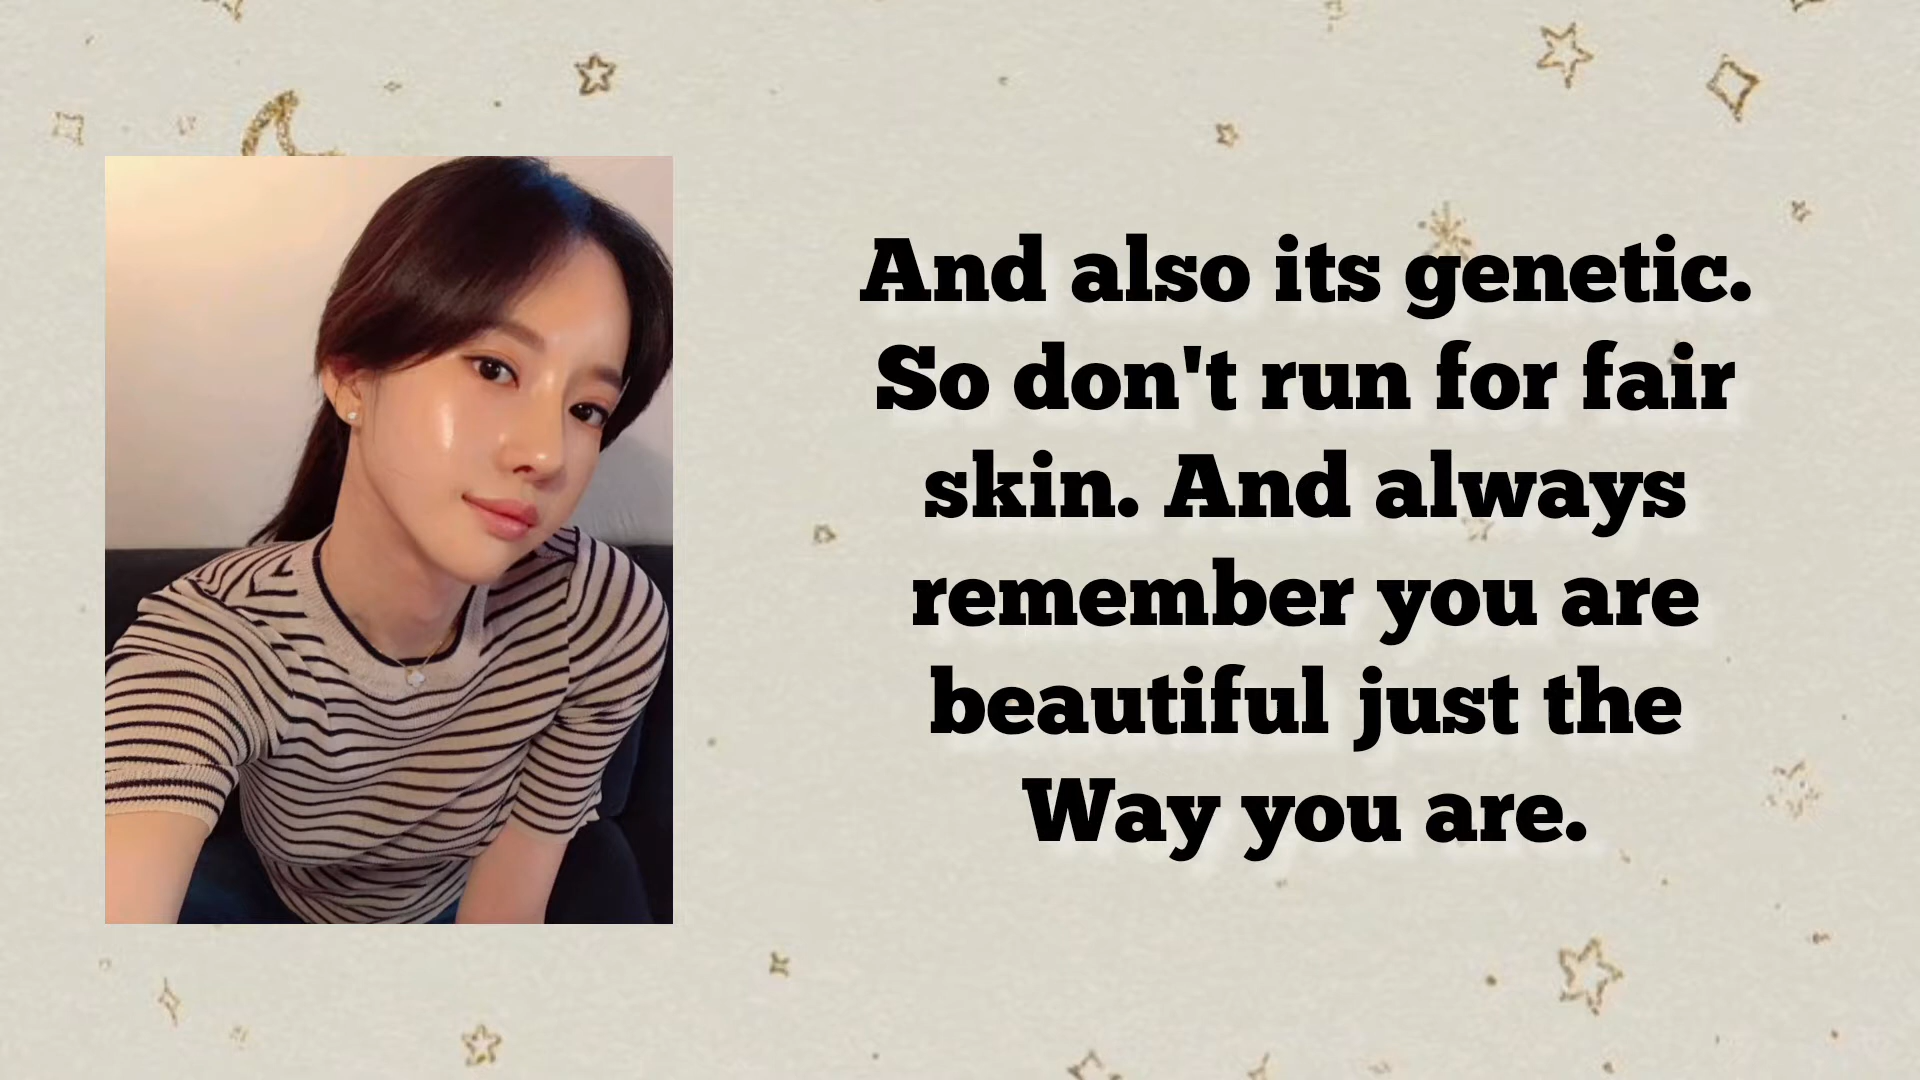 And also its genetic.
So don't run for fair
skin. And always
remember you are
beautiful just the
Way you are.